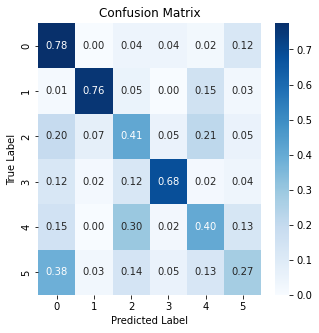 Confusion Matrix
0 0.78 0.00 0.04 0.04 0.02 0.12
1 0.01 0.76 0.05 0.00 0.15 0.03
2 0.20 0.07 0.41 0.05 0.21 0.05
3 0.12 0.02 0.12 0.68 0.02 0.04
4 0.15 0.00 0.30 0.02 0.40 0.13
5 0.38 0.03 0.14 0.05 0.13 0.27
0 1 2 3 4 5
Predicted Label
True Label
0.7
0.6
0.5
0.4
0.3
0.2
0.1
0.0